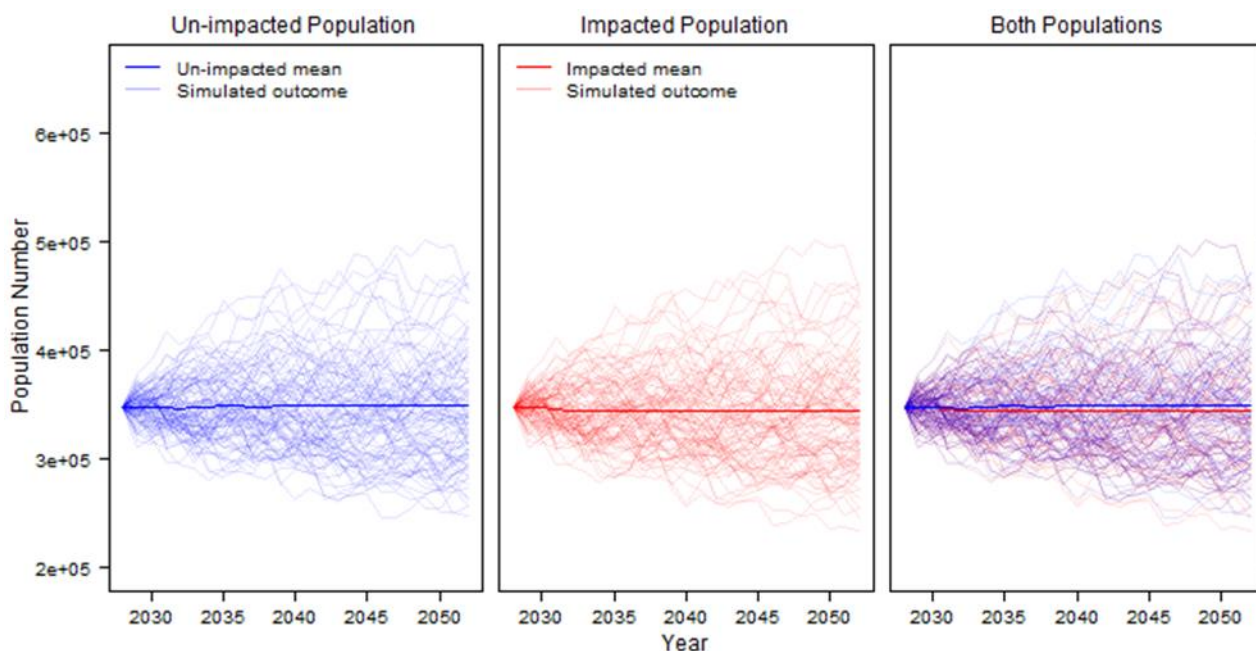 Un-impacted Population
Impacted Population
Both Populations
Un-impacted mean
Simulated outcome
Impacted mean
Simulated outcome
Population Number
6e+05
5e+05
4e+05
3e+05
2e+05
2030 2035 2040 2045 2050
2030 2035 2040 2045 2050
2030 2035 2040 2045 2050
Year